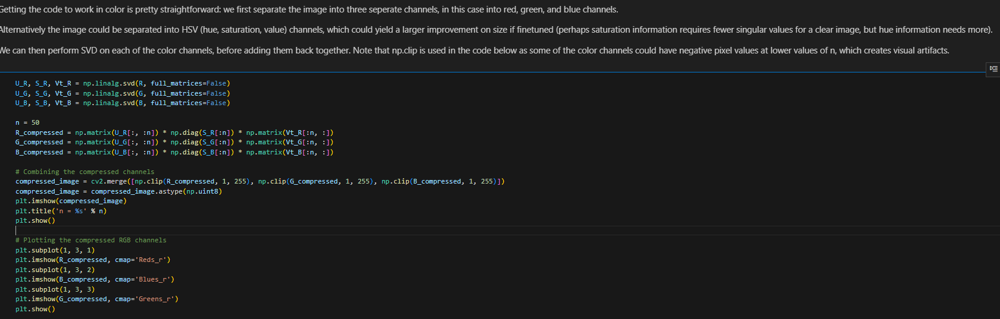 Getting the code to work in color is pretty straightforward: we first separate the image into three seperate channels, in this case into red, green, and blue channels.
Alternatively the image could be separated into HSV (hue, saturation, value) channels, which could yield a larger improvement on size if finetuned (perhaps saturation information requires fewer singular values for a clear image, but hue information needs more).
We can then perform SVD on each of the color channels, before adding them back together. Note that np.clip is used in the code below as some of the color channels could have negative pixel values at lower values of n, which creates visual artifacts.
U_R, S_R, Vt_R = np.linalg.svd(R, full_matrices=False)
U_G, S_G, Vt_G = np.linalg.svd(G, full_matrices=False)
U_B, S_B, Vt_B = np.linalg.svd(B, full_matrices=False)
n = 50
R_compressed = np.matrix(U_R[:, :n]) * np.diag(S_R[:n]) * np.matrix(Vt_R[:n, :])
G_compressed = np.matrix(U_G[:, :n]) * np.diag(S_G[:n]) * np.matrix(Vt_G[:n, :])
B_compressed = np.matrix(U_B[:, :n]) * np.diag(S_B[:n]) * np.matrix(Vt_B[:n, :])
# Combining the compressed channels
compressed_image = cv2.merge([np.clip(R_compressed, 1, 255), np.clip(G_compressed, 1, 255), np.clip(B_compressed, 1, 255)])
compressed_image = compressed_image.astype(np.uint8)
plt.imshow(compressed_image)
plt.title('n = %s' % n)
plt.show()
# Plotting the compressed RGB channels
plt.subplot(1, 3, 1)
plt.imshow(R_compressed, cmap='Reds_r')
plt.subplot(1, 3, 2)
plt.imshow(B_compressed, cmap='Blues_r')
plt.subplot(1, 3, 3)
plt.imshow(G_compressed, cmap='Greens_r')
plt.show()